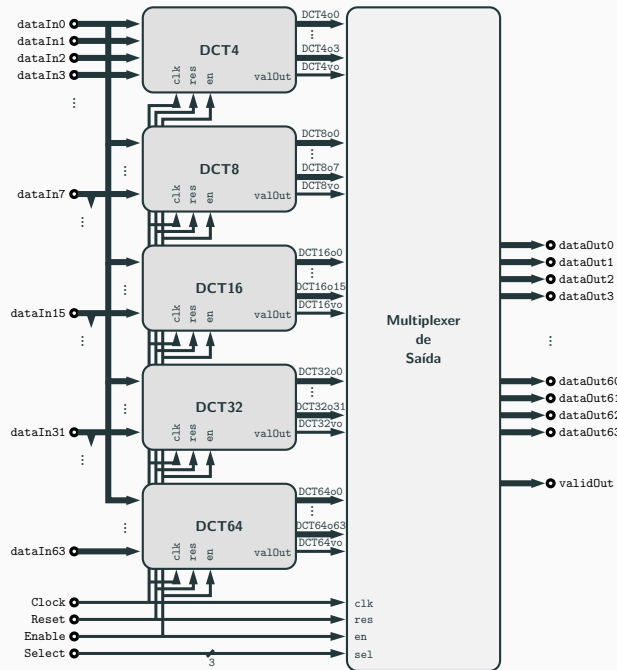 dataIn0
dataIn1
dataIn2
dataIn3
dataIn7
dataIn15
dataIn31
dataIn63
Clock
Reset
Enable
Select
3
DCT4
clk
res
en
DCT4o0
DCT4o3
DCT4vo
valOut
DCT8
clk
res
en
valOut
DCT8o0
DCT8o7
DCT8vo
DCT16
clk
res
en
valOut
DCT16o0
DCT16o15
DCT16vo
DCT32
clk
res
en
valOut
DCT32o0
DCT32o31
DCT32vo
DCT64
clk
res
en
valOut
DCT64o0
DCT64o63
DCT64vo
Multiplexer
de
Saída
clk
res
en
sel
dataOut0
dataOut1
dataOut2
dataOut3
dataOut60
dataOut61
dataOut62
dataOut63
validOut